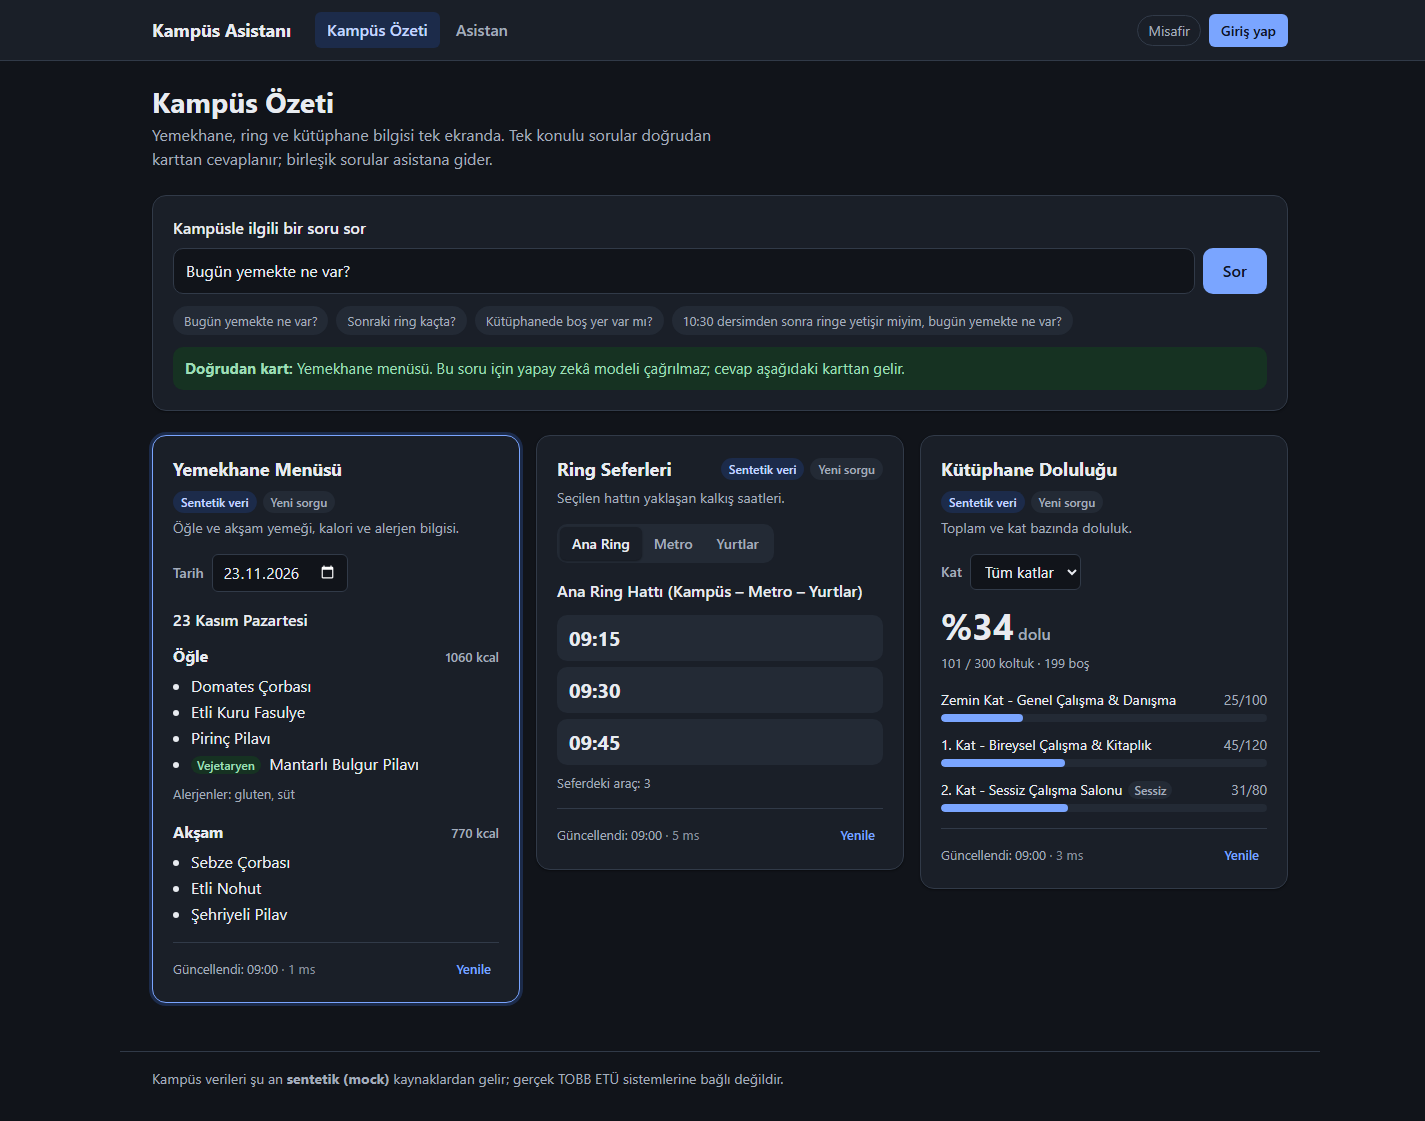 Kampüs Asistanı
Kampüs Özeti
Asistan
Misafir
Giriş yap
Kampüs Özeti
Yemekhane, ring ve kütüphane bilgisi tek ekranda. Tek konulu sorular doğrudan
karttan cevaplanır; birleşik sorular asistana gider.
Kampüsle ilgili bir soru sor
Bugün yemekte ne var?
Sor
Bugün yemekte ne var?
Sonraki ring kaçta?
Kütüphanede boş yer var mı?
10:30 dersimden sonra ringe yetişir miyim, bugün yemekte ne var?
Doğrudan kart: Yemekhane menüsü. Bu soru için yapay zekâ modeli çağrılmaz; cevap aşağıdaki karttan gelir.
Yemekhane Menüsü
Sentetik veri
Yeni sorgu
Öğle ve akşam yemeği, kalori ve alerjen bilgisi.
Tarih
23.11.2026
23 Kasım Pazartesi
Öğle
1060 kcal
Domates Çorbası
Etli Kuru Fasulye
Pirinç Pilavı
Vejetaryen Mantarlı Bulgur Pilavı
Alerjenler: gluten, süt
Akşam
770 kcal
Sebze Çorbası
Etli Nohut
Şehriyeli Pilav
Güncellendi: 09:00 · 1 ms
Yenile
Ring Seferleri
Sentetik veri
Yeni sorgu
Seçilen hattın yaklaşan kalkış saatleri.
Ana Ring
Metro
Yurtlar
Ana Ring Hattı (Kampüs – Metro – Yurtlar)
09:15
09:30
09:45
Seferdeki araç: 3
Güncellendi: 09:00 · 5 ms
Yenile
Kütüphane Doluluğu
Sentetik veri
Yeni sorgu
Toplam ve kat bazında doluluk.
Kat
Tüm katlar
%34 dolu
101 / 300 koltuk · 199 boş
Zemin Kat - Genel Çalışma & Danışma
25/100
1. Kat - Bireysel Çalışma & Kitaplık
45/120
2. Kat - Sessiz Çalışma Salonu
Sessiz
31/80
Güncellendi: 09:00 · 3 ms
Yenile
Kampüs verileri şu an sentetik (mock) kaynaklardan gelir; gerçek TOBB ETÜ sistemlerine bağlı değildir.